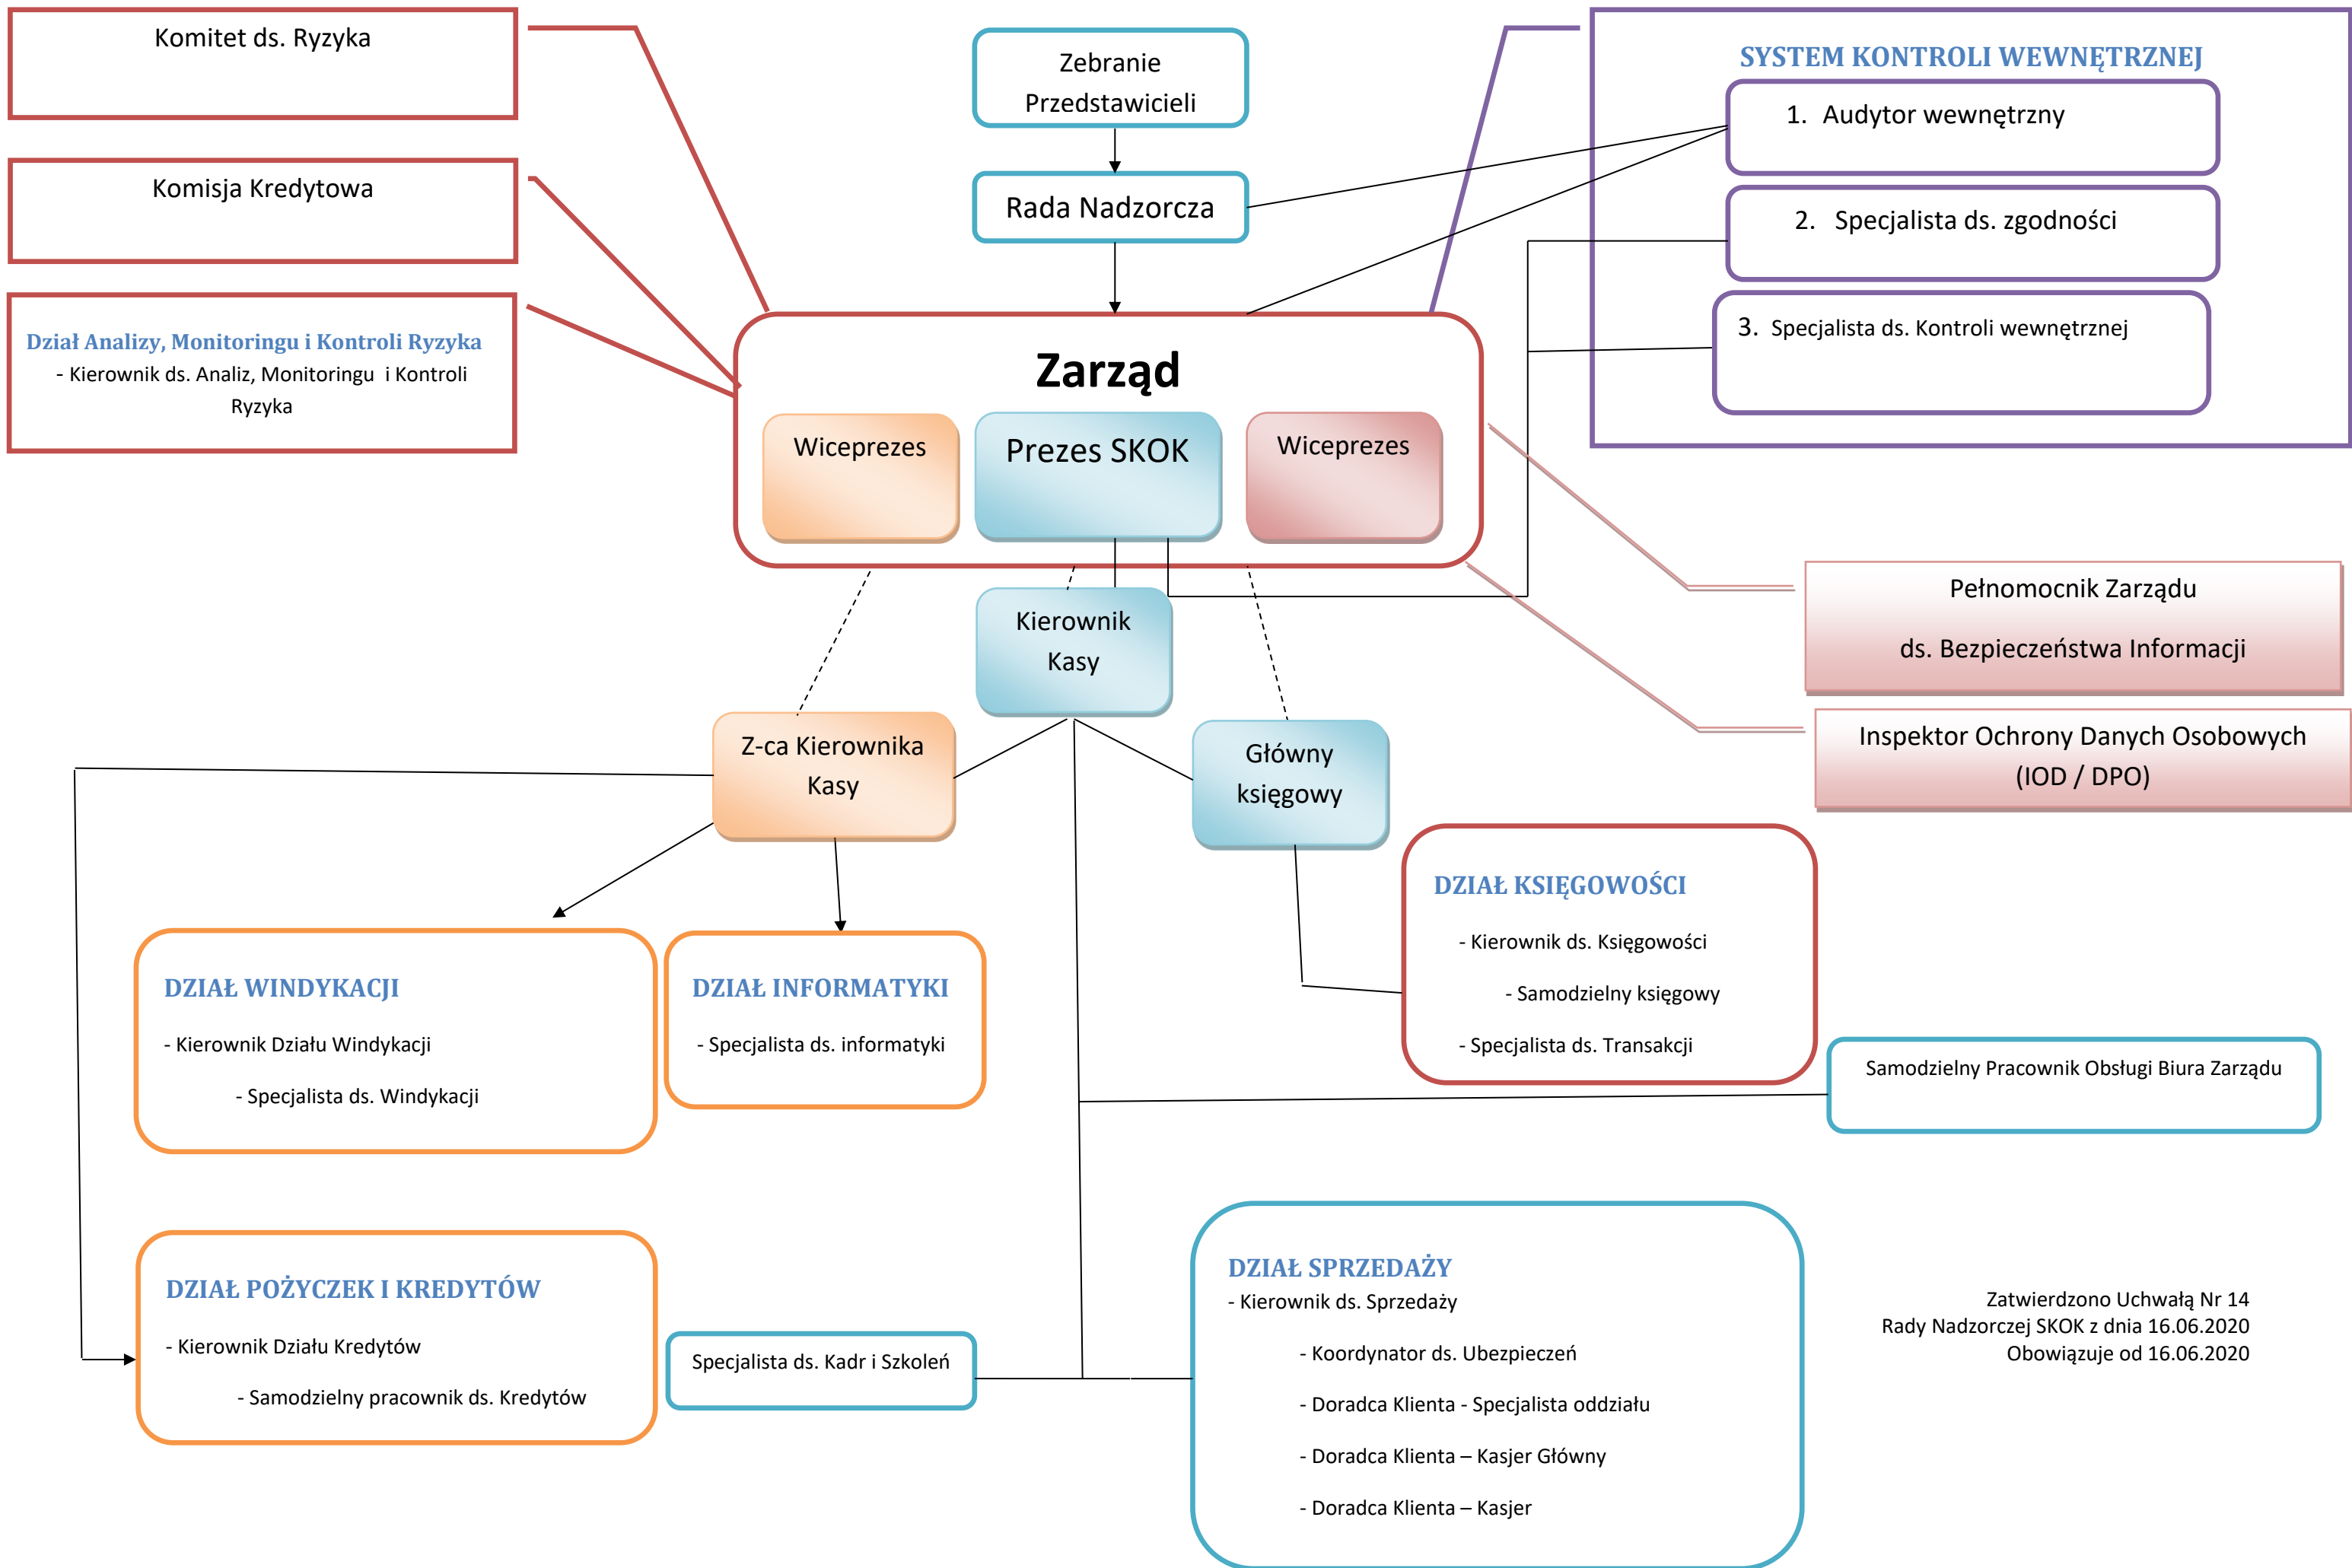 Komitet ds. Ryzyka
Zebranie
Przedstawicieli
SYSTEM KONTROLI WEWNĘTRZNEJ
1. Audytor wewnętrzny
Komisja Kredytowa
Rada Nadzorcza
2. Specjalista ds. zgodności
Dział Analizy, Monitoringu i Kontroli Ryzyka
- Kierownik ds. Analiz, Monitoringu i Kontroli
Ryzyka
3. Specjalista ds. Kontroli wewnętrznej
Zarząd
Wiceprezes
Prezes SKOK
Wiceprezes
Pełnomocnik Zarządu
ds. Bezpieczeństwa Informacji
Kierownik
Kasy
Inspektor Ochrony Danych Osobowych
(IOD / DPO)
Z-ca Kierownika
Kasy
Główny
księgowy
DZIAŁ KSIĘGOWOŚCI
- Kierownik ds. Księgowości
- Samodzielny księgowy
- Specjalista ds. Transakcji
DZIAŁ WINDYKACJI
- Kierownik Działu Windykacji
- Specjalista ds. Windykacji
DZIAŁ INFORMATYKI
- Specjalista ds. informatyki
Samodzielny Pracownik Obsługi Biura Zarządu
DZIAŁ POŻYCZEK I KREDYTÓW
- Kierownik Działu Kredytów
- Samodzielny pracownik ds. Kredytów
Specjalista ds. Kadr i Szkoleń
DZIAŁ SPRZEDAŻY
- Kierownik ds. Sprzedaży
- Koordynator ds. Ubezpieczeń
- Doradca Klienta - Specjalista oddziału
- Doradca Klienta – Kasjer Główny
- Doradca Klienta – Kasjer
Zatwierdzono Uchwałą Nr 14
Rady Nadzorczej SKOK z dnia 16.06.2020
Obowiązuje od 16.06.2020